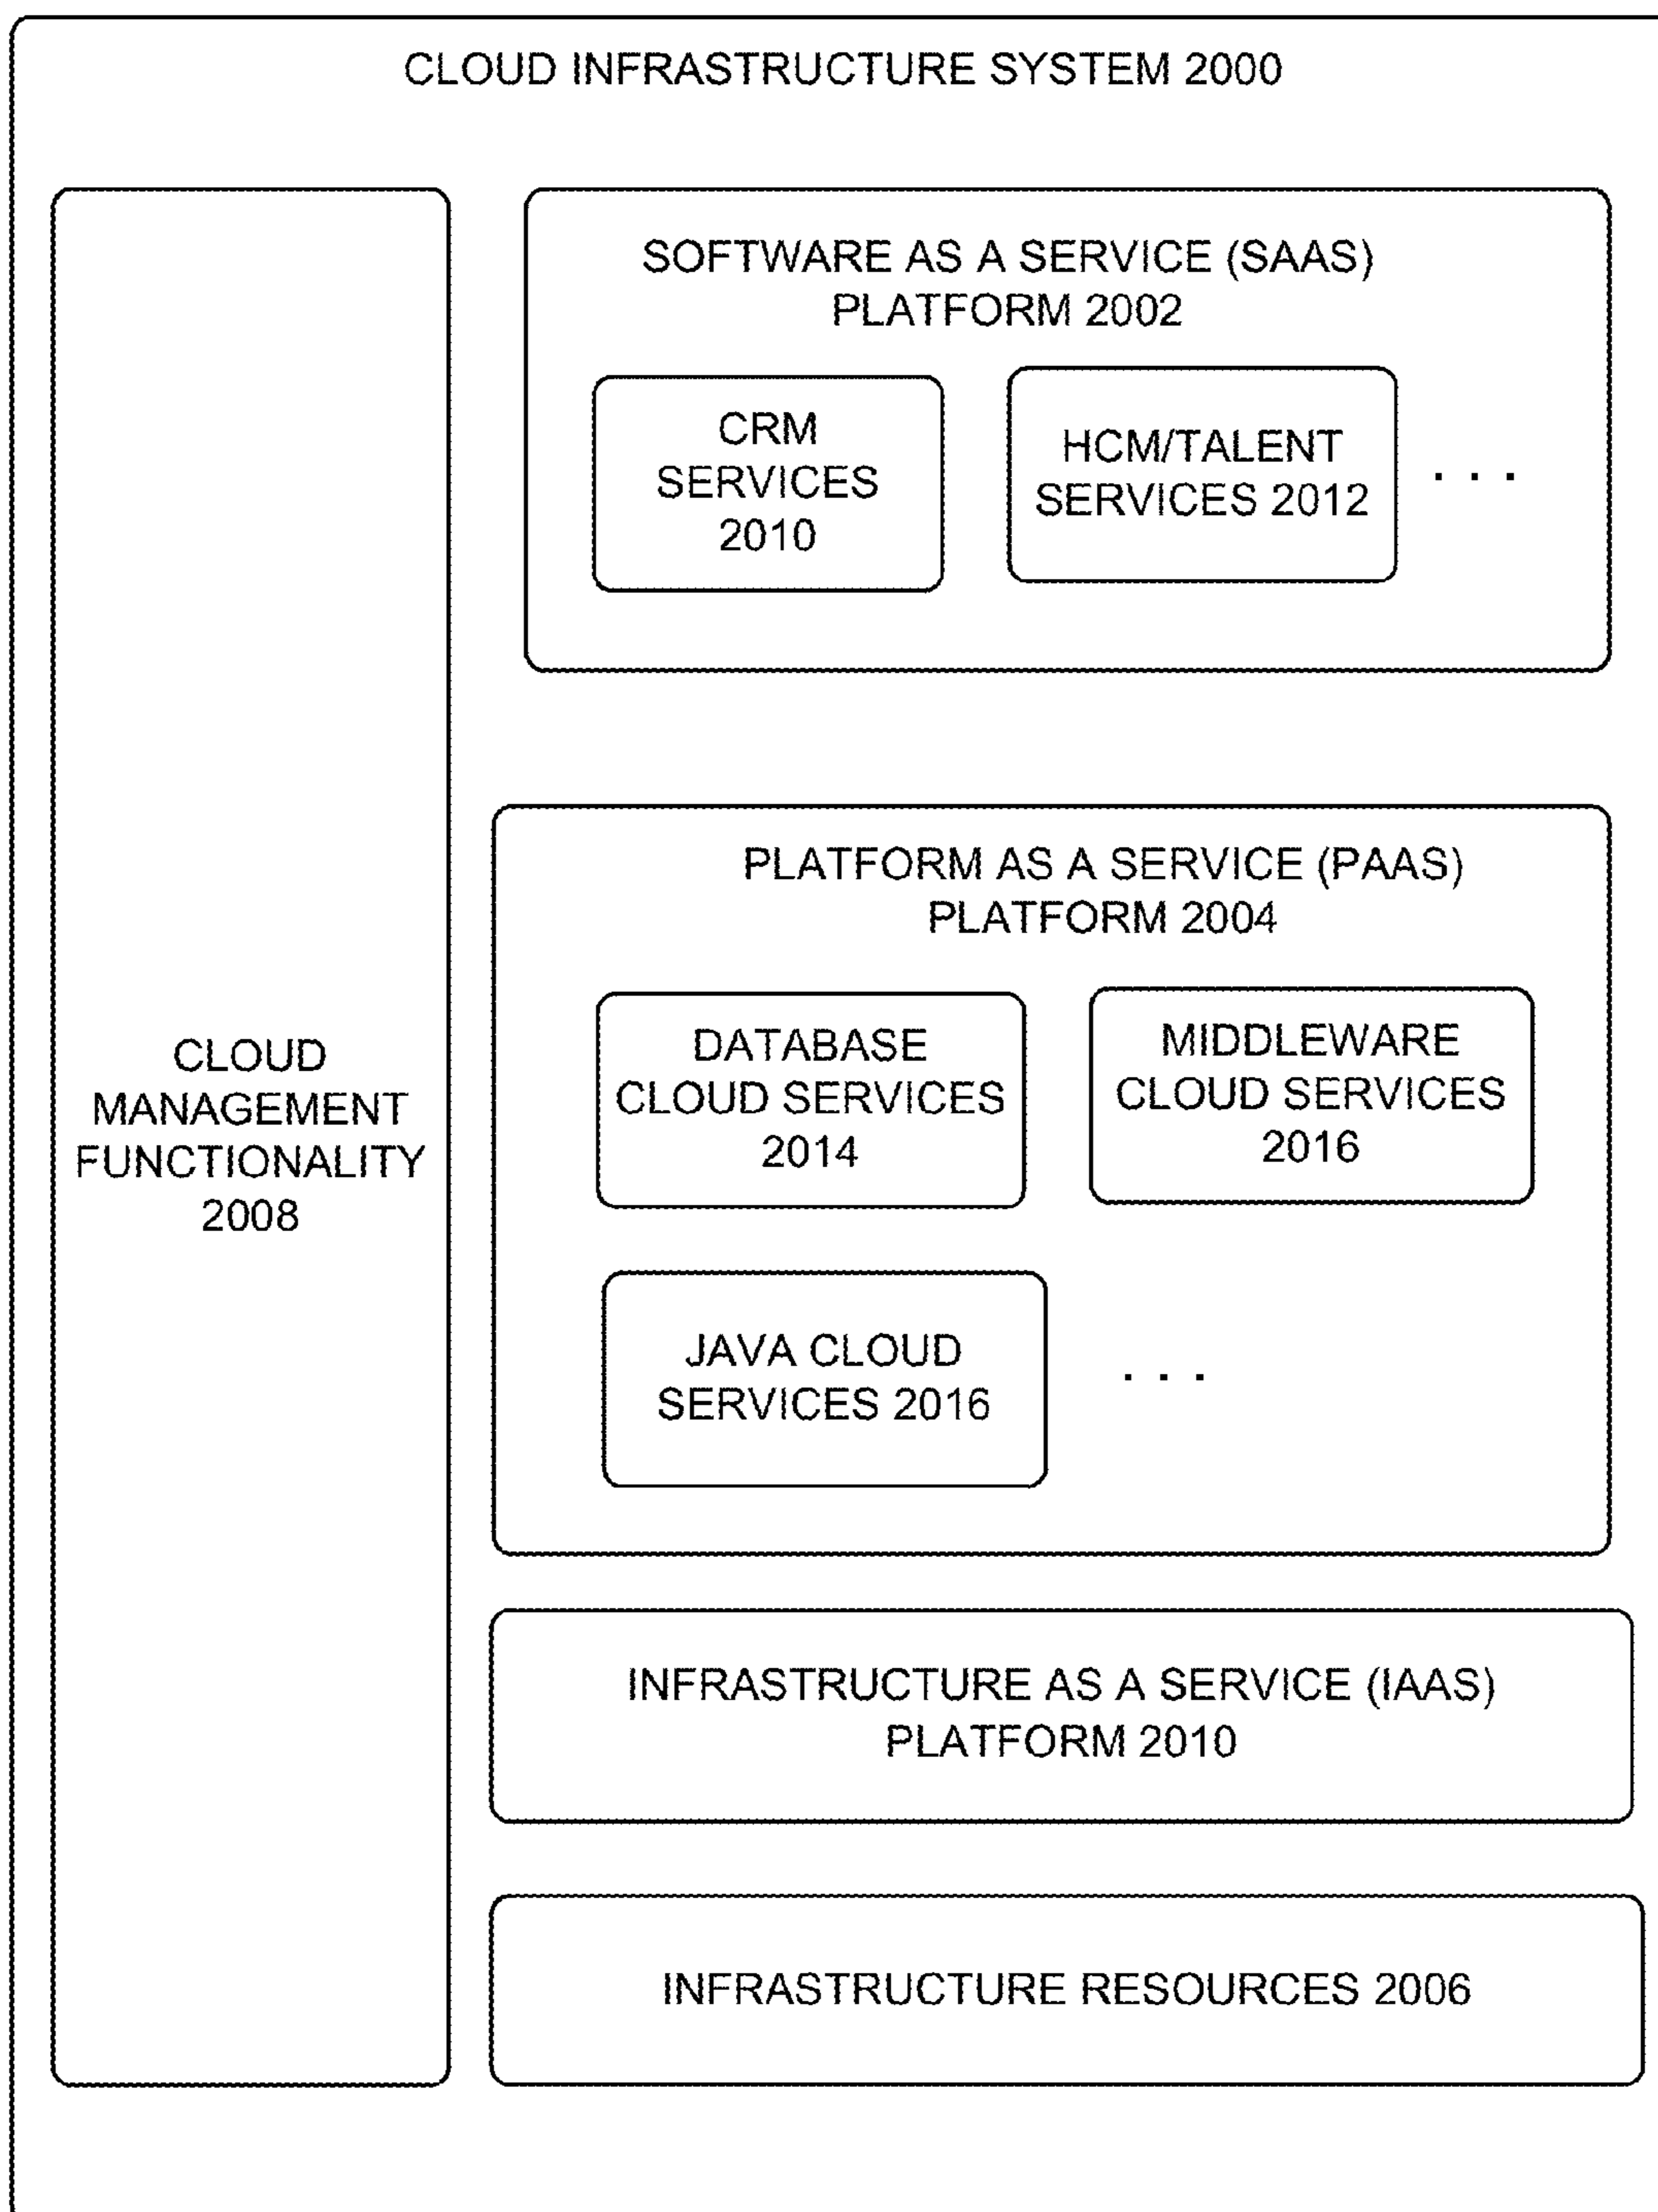 CLOUD INFRASTRUCTURE SYSTEM 2000
SOFTWARE AS A SERVICE (SAAS)
PLATFORM 2002
CRM
SERVICES
2010
HCM/TALENT
SERVICES 2012
. . .
CLOUD
MANAGEMENT
FUNCTIONALITY
2008
PLATFORM AS A SERVICE (PAAS)
PLATFORM 2004
DATABASE
CLOUD SERVICES
2014
MIDDLEWARE
CLOUD SERVICES
2016
JAVA CLOUD
SERVICES 2016
. . .
INFRASTRUCTURE AS A SERVICE (IAAS)
PLATFORM 2010
INFRASTRUCTURE RESOURCES 2006